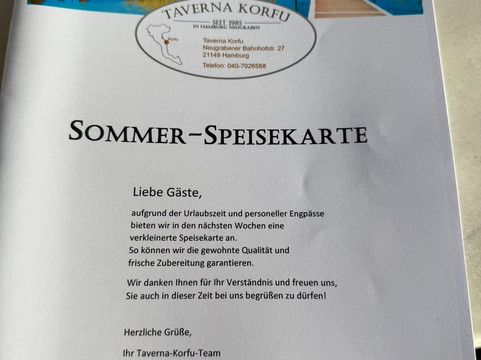 TAVERNA KORFU
SEIT 1985
IN HAMBURG NEUGRABEN
Korfu
Taverna Korfu
Neugrabener Bahnhofstr. 27
21149 Hamburg
Telefon: 040-7026588
SOMMER-SPEISEKARTE
Liebe Gäste,
aufgrund der Urlaubszeit und personeller Engpässe
bieten wir in den nächsten Wochen eine
verkleinerte Speisekarte an.
So können wir die gewohnte Qualität und
frische Zubereitung garantieren.
Wir danken Ihnen für Ihr Verständnis und freuen uns,
Sie auch in dieser Zeit bei uns begrüßen zu dürfen!
Herzliche Grüße,
Ihr Taverna-Korfu-Team